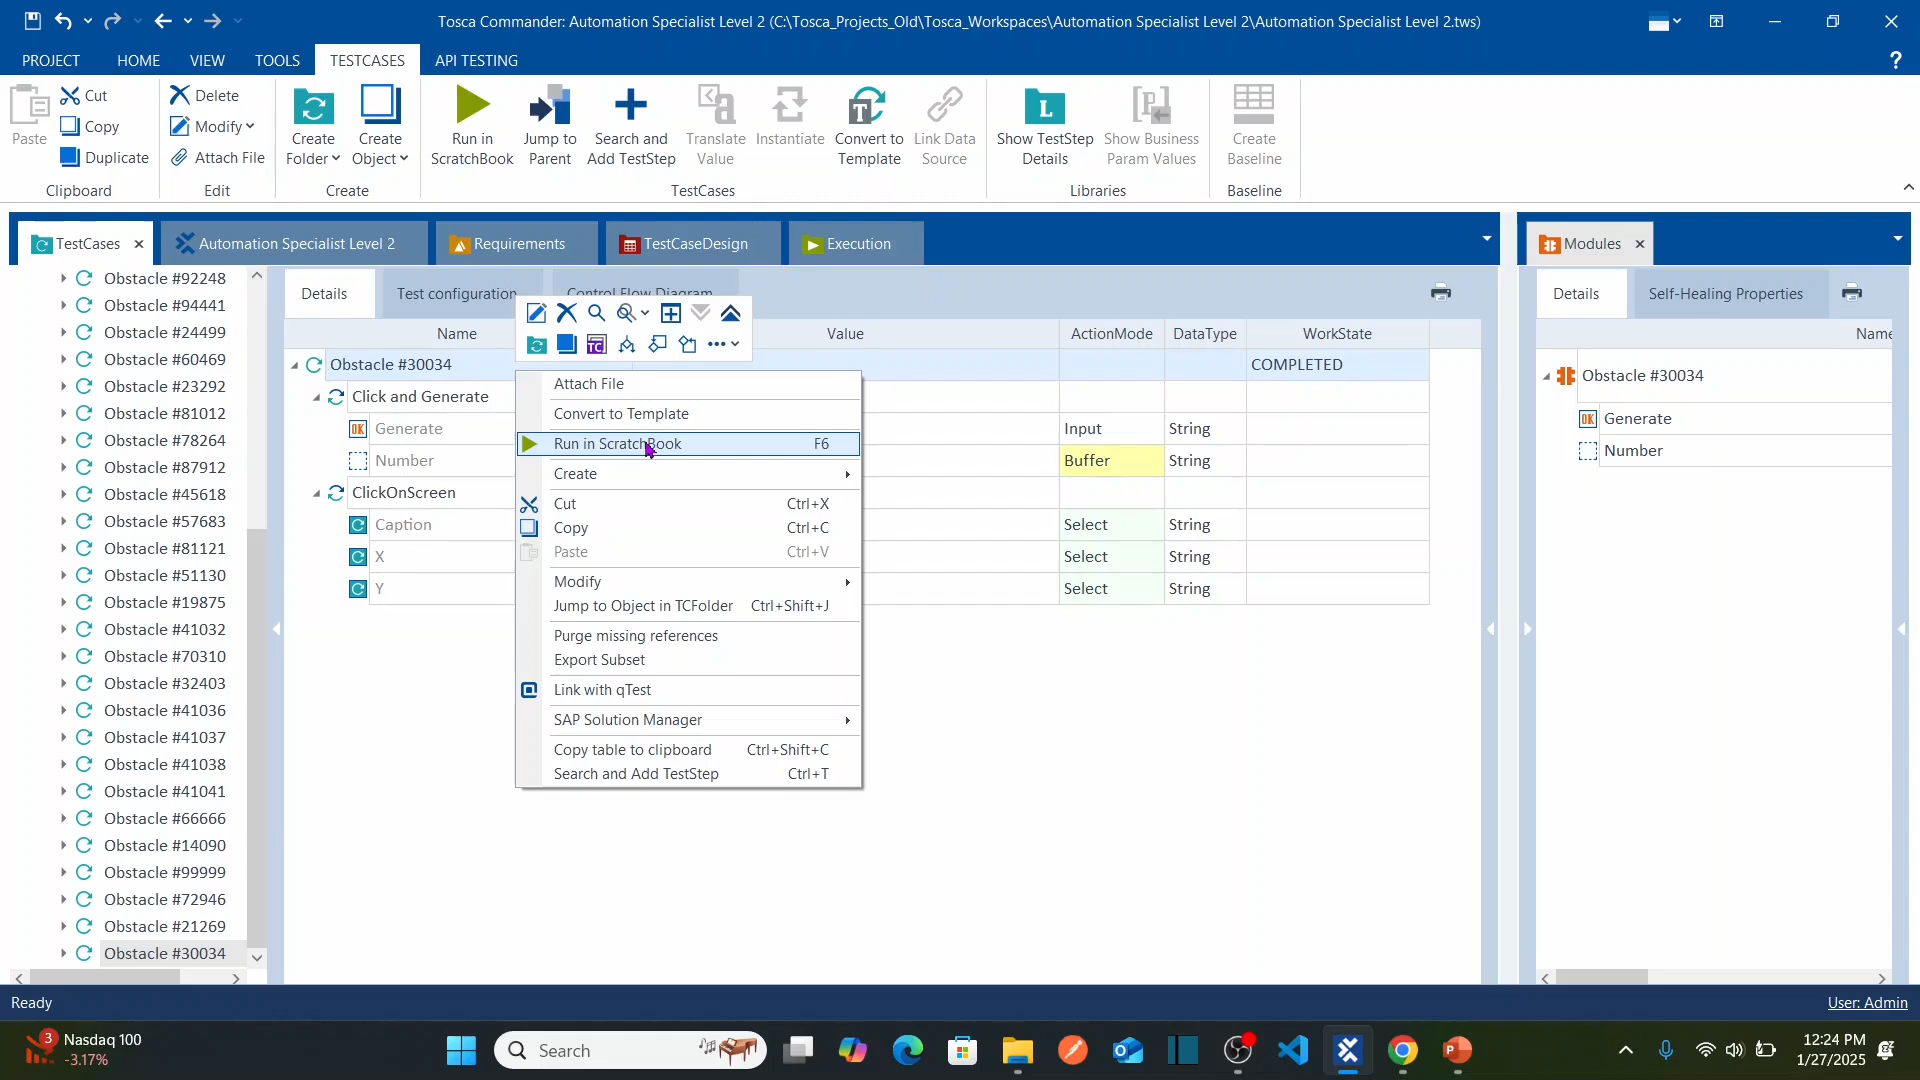 Tosca Commander: Automation Specialist Level 2 (C:\Tosca_Projects_Old\Tosca_Workspaces\Automation Specialist Level 2\Automation Specialist Level 2.tws)
PROJECT HOME VIEW TOOLS TESTCASES API TESTING ?
Paste
Cut
Copy
Duplicate
Clipboard
Delete
Modify
Attach File
Edit
Create Folder
Create Object
Create
Run in ScratchBook
Jump to Parent
Search and Add TestStep
Translate Value
Instantiate
Convert to Template
Link Data Source
TestCases
Show TestStep Details
Show Business Param Values
Libraries
Create Baseline
Baseline
TestCases
Automation Specialist Level 2
Requirements
TestCaseDesign
Execution
Modules
Obstacle #92248
Obstacle #94441
Obstacle #24499
Obstacle #60469
Obstacle #23292
Obstacle #81012
Obstacle #78264
Obstacle #87912
Obstacle #45618
Obstacle #57683
Obstacle #81121
Obstacle #51130
Obstacle #19875
Obstacle #41032
Obstacle #70310
Obstacle #32403
Obstacle #41036
Obstacle #41037
Obstacle #41038
Obstacle #41041
Obstacle #66666
Obstacle #14090
Obstacle #99999
Obstacle #72946
Obstacle #21269
Obstacle #30034
Details Test configuration Control Flow Diagram
Name Value ActionMode DataType WorkState
Obstacle #30034 COMPLETED
Click and Generate
OK Generate Input String
Number Buffer String
ClickOnScreen
Caption Select String
X Select String
Y Select String
TC
Attach File
Convert to Template
Run in ScratchBook F6
Create
Cut Ctrl+X
Copy Ctrl+C
Paste Ctrl+V
Modify
Jump to Object in TCFolder Ctrl+Shift+J
Purge missing references
Export Subset
Link with qTest
SAP Solution Manager
Copy table to clipboard Ctrl+Shift+C
Search and Add TestStep Ctrl+T
Details Self-Healing Properties
Name
Obstacle #30034
OK Generate
Number
Ready User: Admin
3 Nasdaq 100
-3.17%
Search
12:24 PM
1/27/2025